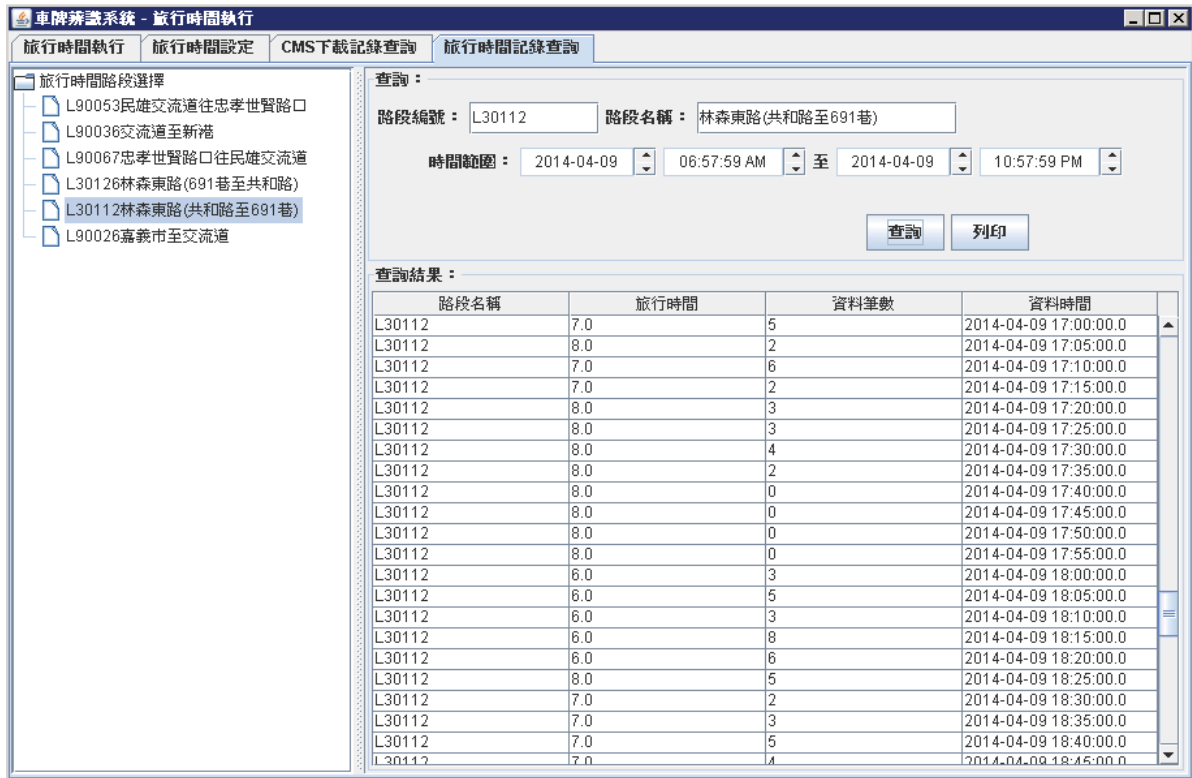 車牌辨識系統 - 旅行時間執行
旅行時間執行 旅行時間設定 CMS下載記錄查詢 旅行時間記錄查詢
旅行時間路段選擇
L90053民雄交流道往忠孝世賢路口
L90036交流道至新港
L90067忠孝世賢路口往民雄交流道
L30126林森東路(691巷至共和路)
L30112林森東路(共和路至691巷)
L90026嘉義市至交流道
查詢：
路段編號： L30112 路段名稱： 林森東路(共和路至691巷)
時間範圍： 2014-04-09 06:57:59 AM 至 2014-04-09 10:57:59 PM
查詢 列印
查詢結果：
路段名稱 旅行時間 資料筆數 資料時間
L30112 7.0 5 2014-04-09 17:00:00.0
L30112 8.0 2 2014-04-09 17:05:00.0
L30112 7.0 6 2014-04-09 17:10:00.0
L30112 7.0 2 2014-04-09 17:15:00.0
L30112 8.0 3 2014-04-09 17:20:00.0
L30112 8.0 3 2014-04-09 17:25:00.0
L30112 8.0 4 2014-04-09 17:30:00.0
L30112 8.0 2 2014-04-09 17:35:00.0
L30112 8.0 0 2014-04-09 17:40:00.0
L30112 8.0 0 2014-04-09 17:45:00.0
L30112 8.0 0 2014-04-09 17:50:00.0
L30112 8.0 0 2014-04-09 17:55:00.0
L30112 6.0 3 2014-04-09 18:00:00.0
L30112 6.0 5 2014-04-09 18:05:00.0
L30112 6.0 3 2014-04-09 18:10:00.0
L30112 6.0 8 2014-04-09 18:15:00.0
L30112 6.0 6 2014-04-09 18:20:00.0
L30112 8.0 5 2014-04-09 18:25:00.0
L30112 7.0 2 2014-04-09 18:30:00.0
L30112 7.0 3 2014-04-09 18:35:00.0
L30112 7.0 5 2014-04-09 18:40:00.0
L30112 7.0 4 2014-04-09 18:45:00.0